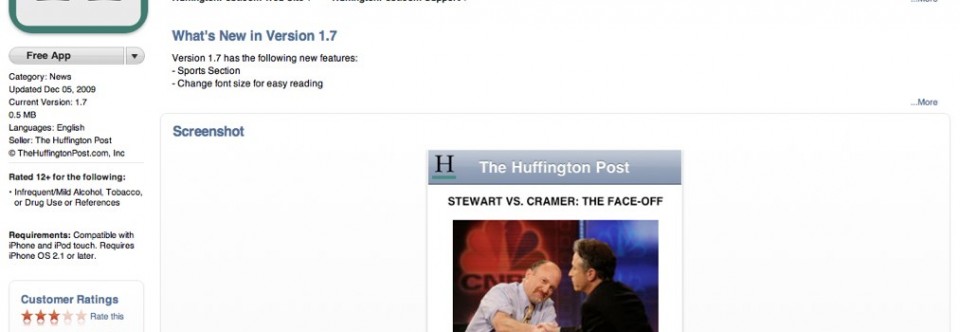 ...More
Free App
Category: News
Updated Dec 05, 2009
Current Version: 1.7
0.5 MB
Languages: English
Seller: The Huffington Post
© TheHuffingtonPost.com, Inc
Rated 12+ for the following:
• Infrequent/Mild Alcohol, Tobacco,
or Drug Use or References
Requirements: Compatible with
iPhone and iPod touch. Requires
iPhone OS 2.1 or later.
Customer Ratings
Rate this
What's New in Version 1.7
Version 1.7 has the following new features:
- Sports Section
- Change font size for easy reading
...More
Screenshot
H The Huffington Post
STEWART VS. CRAMER: THE FACE-OFF